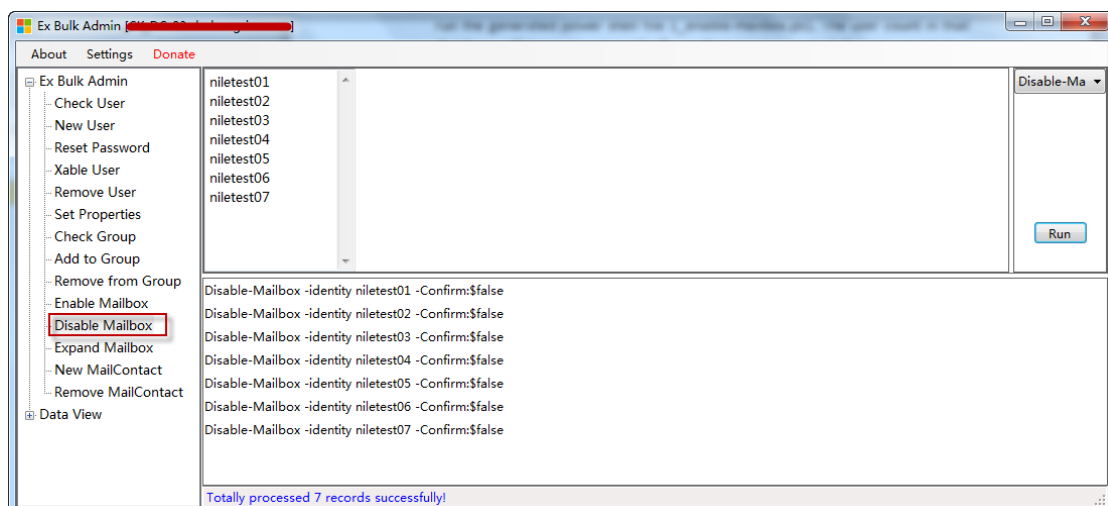 Ex Bulk Admin [
About Settings Donate
Ex Bulk Admin
Check User
New User
Reset Password
Xable User
Remove User
Set Properties
Check Group
Add to Group
Remove from Group
Enable Mailbox
Disable Mailbox
Expand Mailbox
New MailContact
Remove MailContact
Data View
niletest01
niletest02
niletest03
niletest04
niletest05
niletest06
niletest07
Disable-Ma
Run
Disable-Mailbox -identity niletest01 -Confirm:$false
Disable-Mailbox -identity niletest02 -Confirm:$false
Disable-Mailbox -identity niletest03 -Confirm:$false
Disable-Mailbox -identity niletest04 -Confirm:$false
Disable-Mailbox -identity niletest05 -Confirm:$false
Disable-Mailbox -identity niletest06 -Confirm:$false
Disable-Mailbox -identity niletest07 -Confirm:$false
Totally processed 7 records successfully!